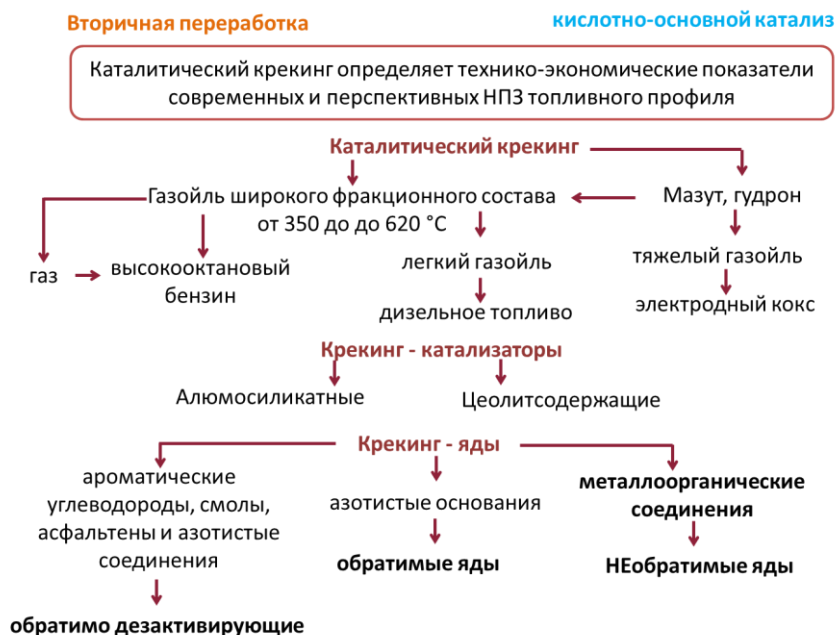 Вторичная переработка
кислотно-основной катализ
Каталитический крекинг определяет технико-экономические показатели
современных и перспективных НПЗ топливного профиля
Каталитический крекинг
Газойль широкого фракционного состава
от 350 до до 620 °С
Мазут, гудрон
газ
высокооктановый
бензин
легкий газойль
тяжелый газойль
дизельное топливо
электродный кокс
Крекинг - катализаторы
Алюмосиликатные
Цеолитсодержащие
Крекинг - яды
ароматические
углеводороды, смолы,
асфальтены и азотистые
соединения
азотистые основания
металлоорганические
соединения
обратимые яды
НЕобратимые яды
обратимо дезактивирующие